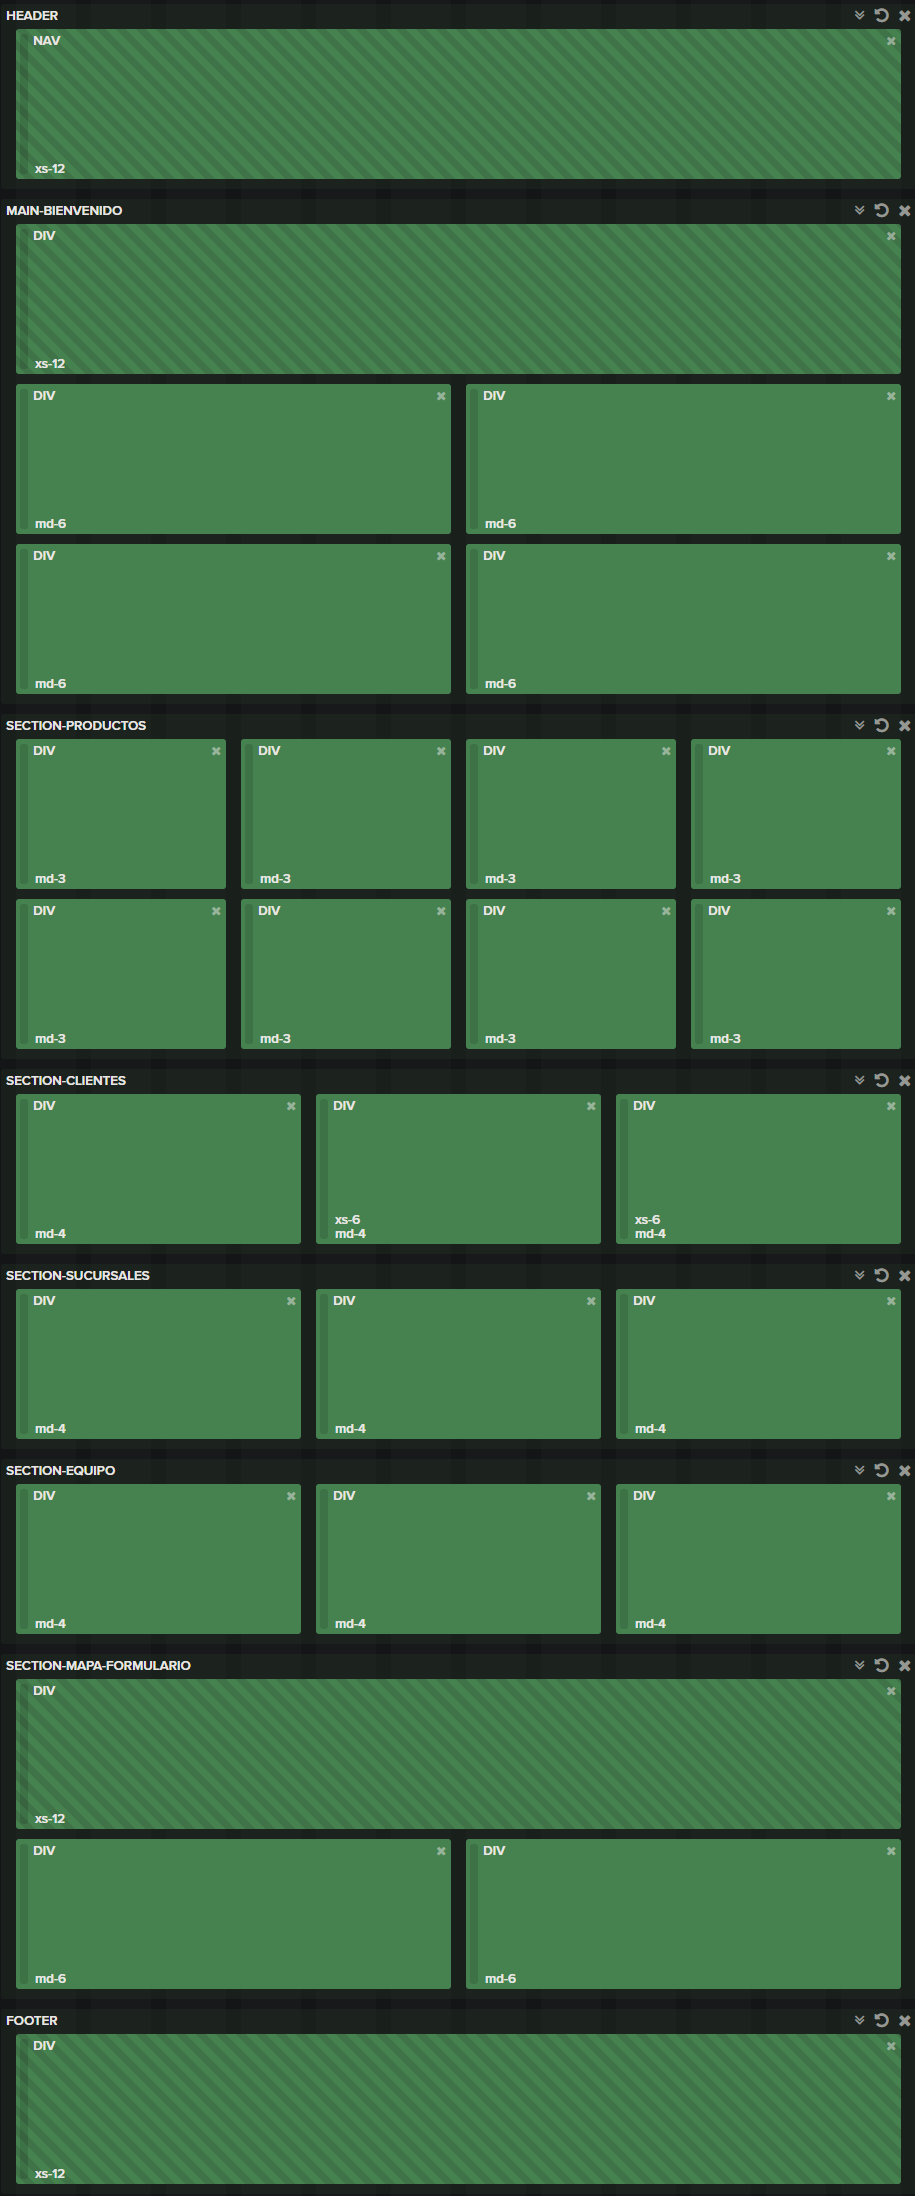 HEADER
NAV
xs-12
MAIN-BIENVENIDO
DIV
xs-12
DIV DIV
md-6 md-6
DIV DIV
md-6 md-6
SECTION-PRODUCTOS
DIV DIV DIV DIV
md-3 md-3 md-3 md-3
DIV DIV DIV DIV
md-3 md-3 md-3 md-3
SECTION-CLIENTES
DIV DIV DIV
xs-6 xs-6
md-4 md-4 md-4
SECTION-SUCURSALES
DIV DIV DIV
md-4 md-4 md-4
SECTION-EQUIPO
DIV DIV DIV
md-4 md-4 md-4
SECTION-MAPA-FORMULARIO
DIV
xs-12
DIV DIV
md-6 md-6
FOOTER
DIV
xs-12